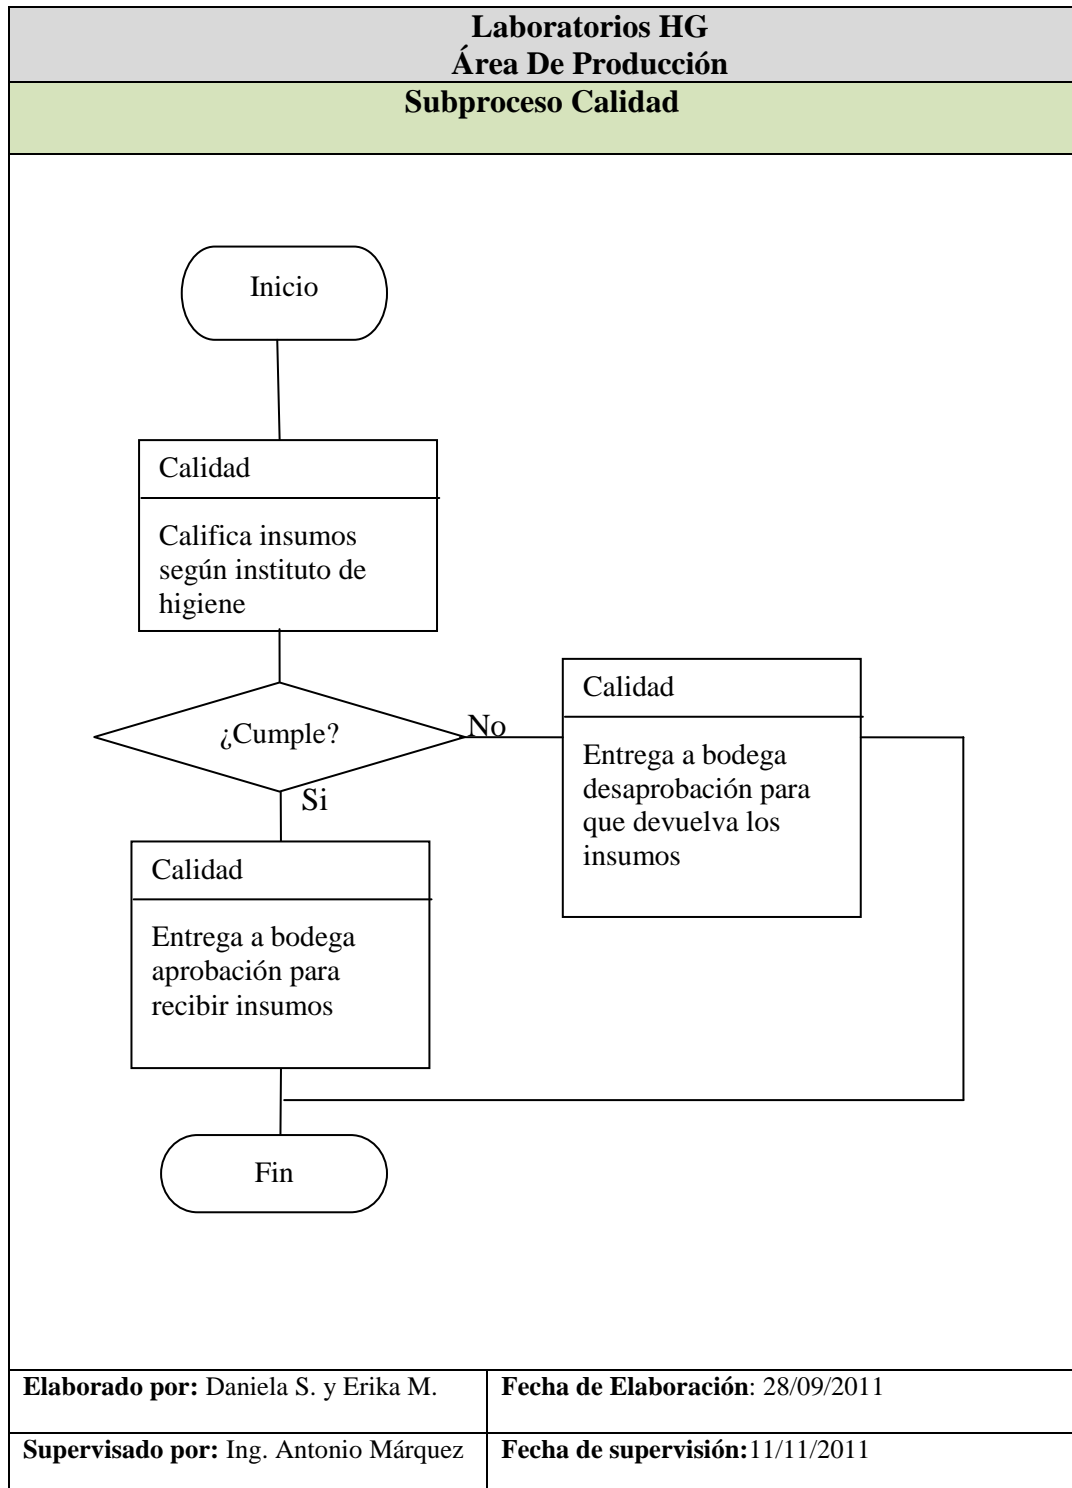 Laboratorios HG
Área De Producción
Subproceso Calidad
Inicio
Calidad
Califica insumos
según instituto de
higiene
¿Cumple?
No
Calidad
Entrega a bodega
desaprobación para
que devuelva los
insumos
Si
Calidad
Entrega a bodega
aprobación para
recibir insumos
Fin
Elaborado por: Daniela S. y Erika M.
Fecha de Elaboración: 28/09/2011
Supervisado por: Ing. Antonio Márquez
Fecha de supervisión:11/11/2011